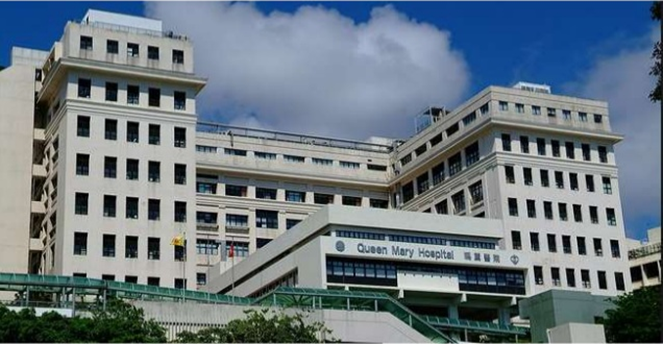 Queen Mary Hospital 瑪麗醫院